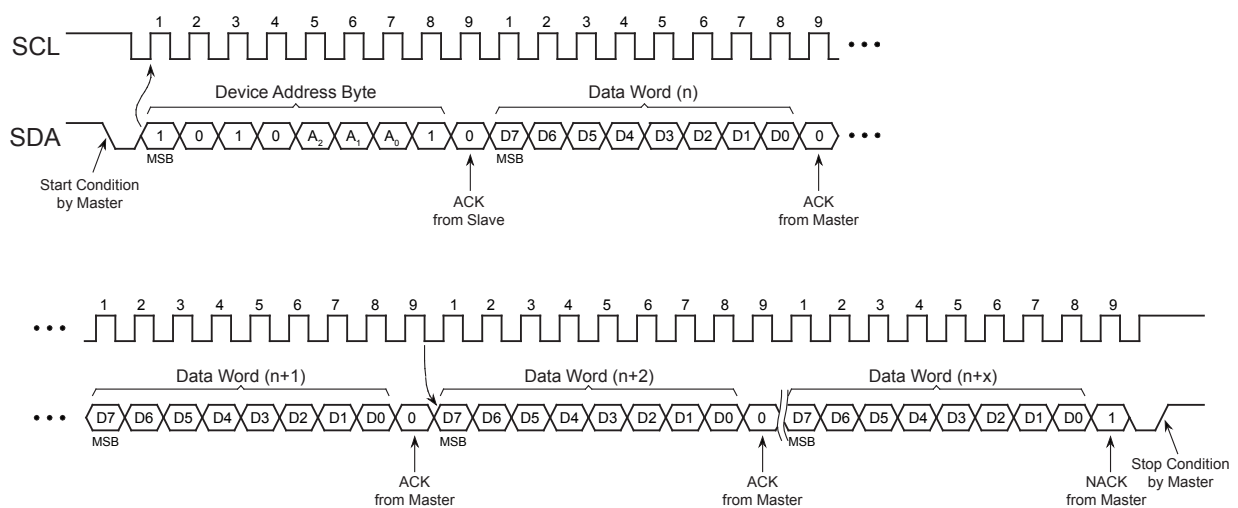 1 2 3 4 5 6 7 8 9 1 2 3 4 5 6 7 8 9
SCL
Device Address Byte Data Word (n)
SDA
1 0 1 0 A2 A1 A0 1 0 D7 D6 D5 D4 D3 D2 D1 D0 0
MSB MSB
Start Condition
by Master
ACK
from Slave
ACK
from Master
1 2 3 4 5 6 7 8 9 1 2 3 4 5 6 7 8 9 1 2 3 4 5 6 7 8 9
Data Word (n+1) Data Word (n+2) Data Word (n+x)
D7 D6 D5 D4 D3 D2 D1 D0 0 D7 D6 D5 D4 D3 D2 D1 D0 0 D7 D6 D5 D4 D3 D2 D1 D0 1
MSB MSB MSB
ACK
from Master
ACK
from Master
NACK
from Master
Stop Condition
by Master